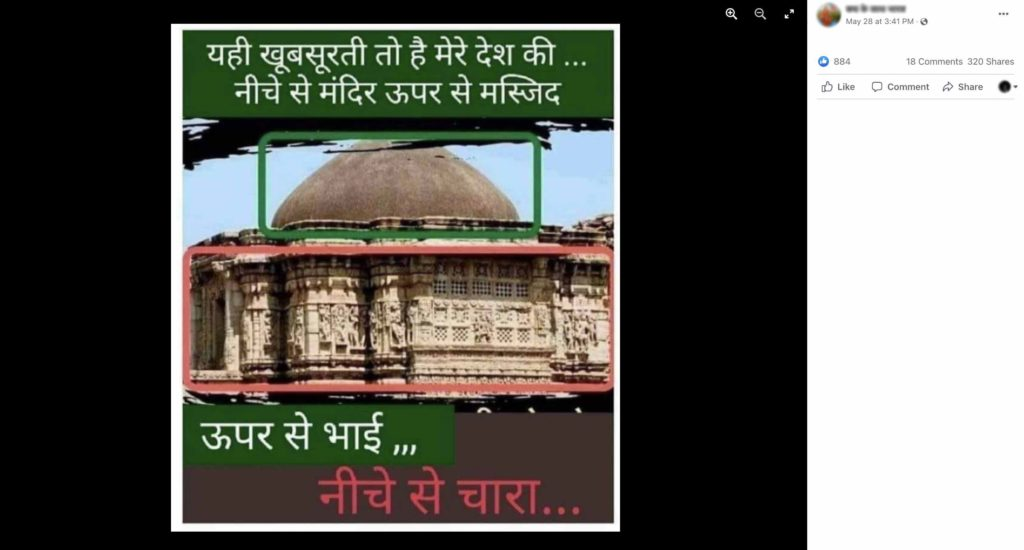 यही खूबसूरती तो है मेरे देश की ...
नीचे से मंदिर ऊपर से मस्जिद
ऊपर से भाई ,,,
नीचे से चारा...
May 28 at 3:41 PM ·
884
18 Comments 320 Shares
Like Comment Share